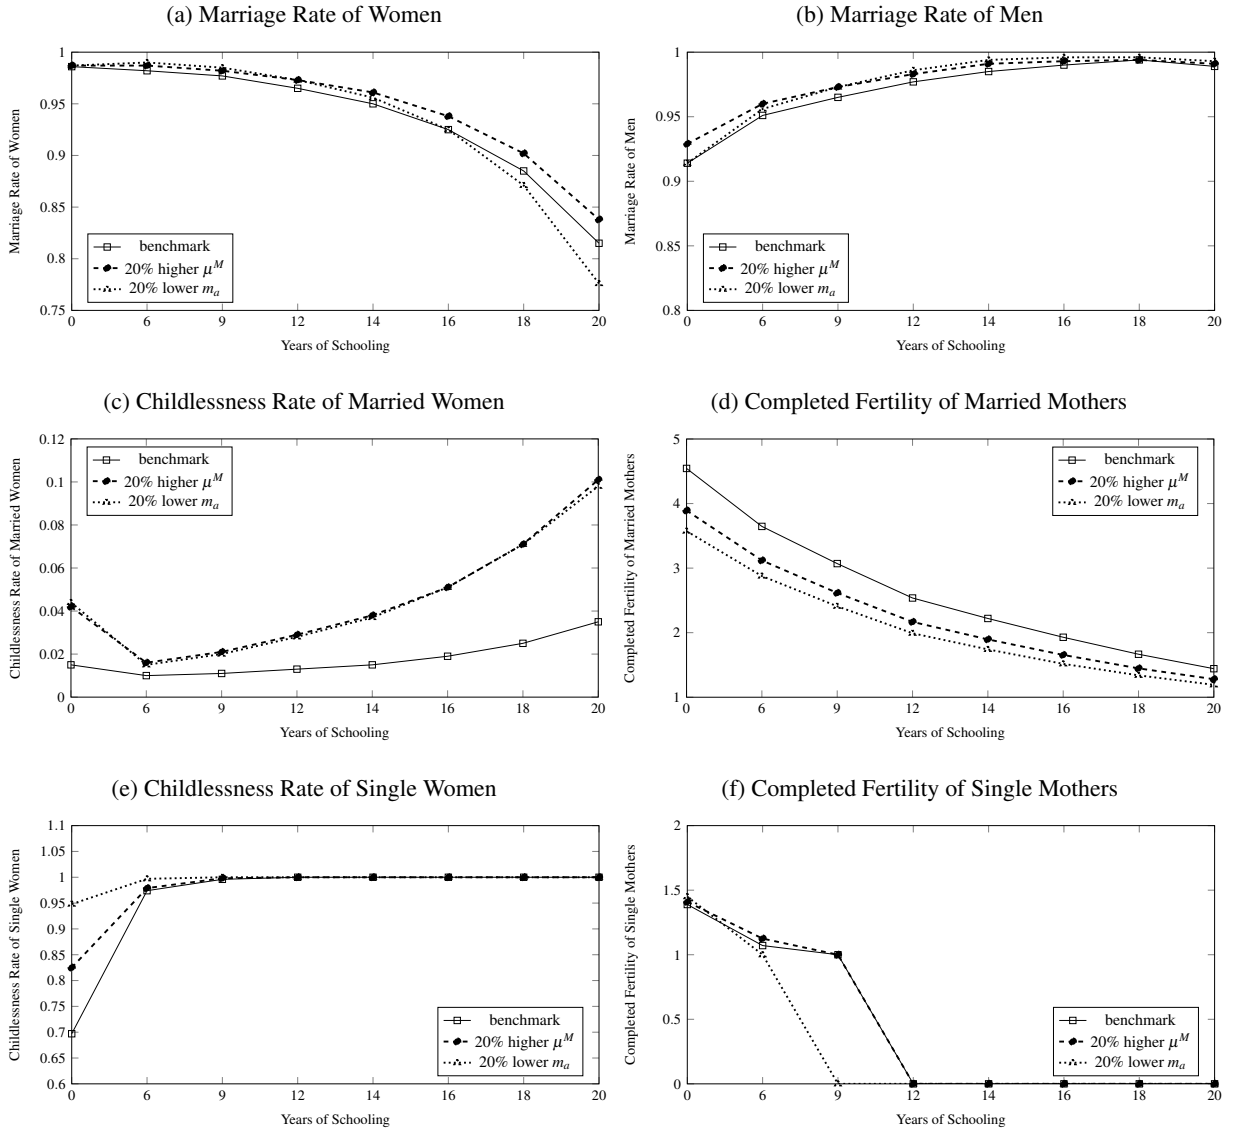 (a) Marriage Rate of Women
Marriage Rate of Women
1
0.95
0.9
0.85
0.8
0.75
benchmark
20% higher μ^M
20% lower m_a
0 6 9 12 14 16 18 20
Years of Schooling
(b) Marriage Rate of Men
Marriage Rate of Men
1
0.95
0.9
0.85
0.8
benchmark
20% higher μ^M
20% lower m_a
0 6 9 12 14 16 18 20
Years of Schooling
(c) Childlessness Rate of Married Women
Childlessness Rate of Married Women
0.12
0.1
0.08
0.06
0.04
0.02
0
benchmark
20% higher μ^M
20% lower m_a
0 6 9 12 14 16 18 20
Years of Schooling
(d) Completed Fertility of Married Mothers
Completed Fertility of Married Mothers
5
4
3
2
1
benchmark
20% higher μ^M
20% lower m_a
0 6 9 12 14 16 18 20
Years of Schooling
(e) Childlessness Rate of Single Women
Childlessness Rate of Single Women
1.1
1.05
1
0.95
0.9
0.85
0.8
0.75
0.7
0.65
0.6
benchmark
20% higher μ^M
20% lower m_a
0 6 9 12 14 16 18 20
Years of Schooling
(f) Completed Fertility of Single Mothers
Completed Fertility of Single Mothers
2
1.5
1
0.5
0
benchmark
20% higher μ^M
20% lower m_a
0 6 9 12 14 16 18 20
Years of Schooling